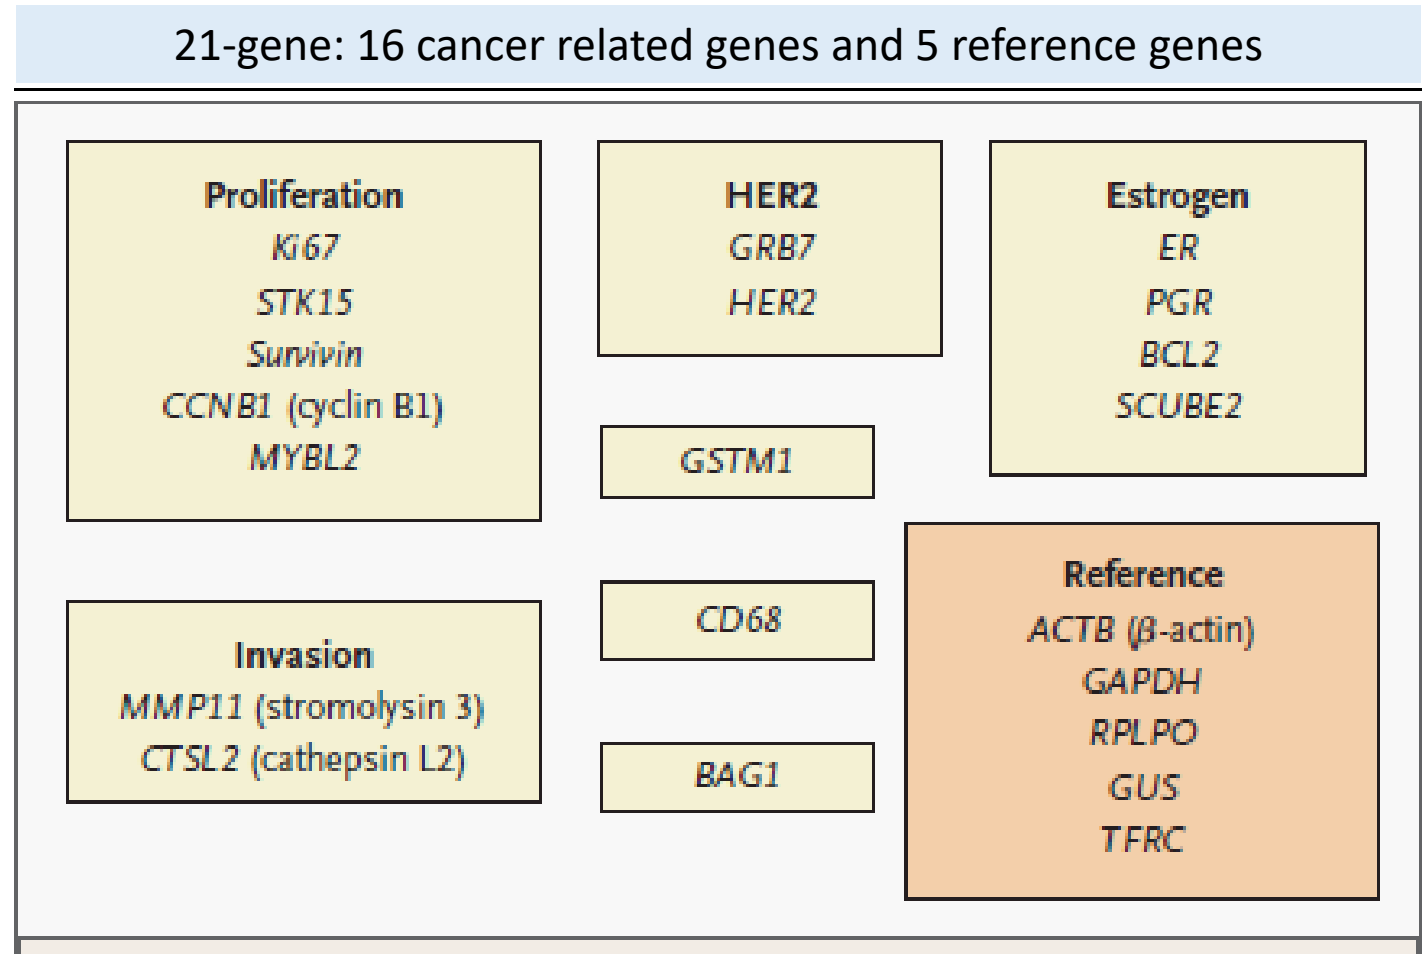 21-gene: 16 cancer related genes and 5 reference genes
Proliferation
Ki67
STK15
Survivin
CCNB1 (cyclin B1)
MYBL2
HER2
GRB7
HER2
Estrogen
ER
PGR
BCL2
SCUBE2
GSTM1
Invasion
MMP11 (stromolysin 3)
CTSL2 (cathepsin L2)
CD68
BAG1
Reference
ACTB (β-actin)
GAPDH
RPLPO
GUS
TFRC